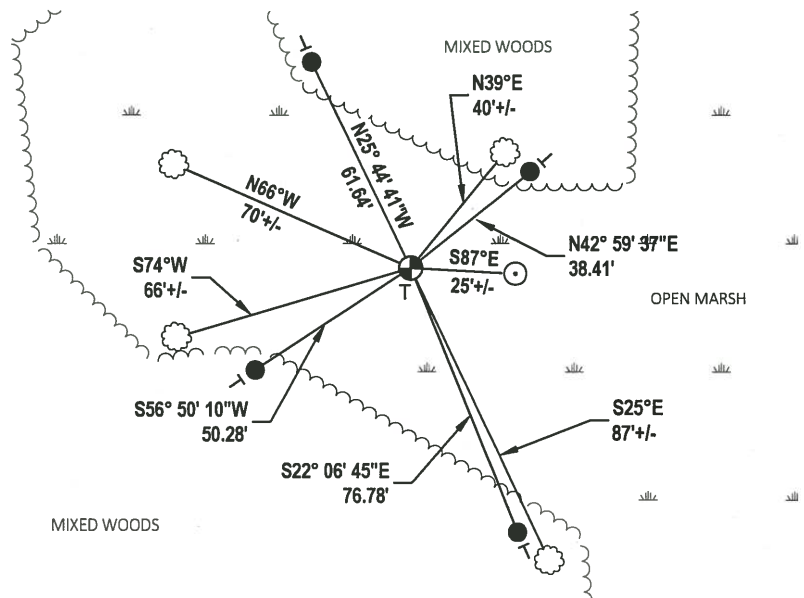 MIXED WOODS
N39°E
40'+/-
N25° 44' 41"W
61.64'
N66°W
70'+/-
N42° 59' 37"E
38.41'
S87°E
25'+/-
S74°W
66'+/-
T
OPEN MARSH
S56° 50' 10"W
50.28'
S25°E
87'+/-
S22° 06' 45"E
76.78'
MIXED WOODS